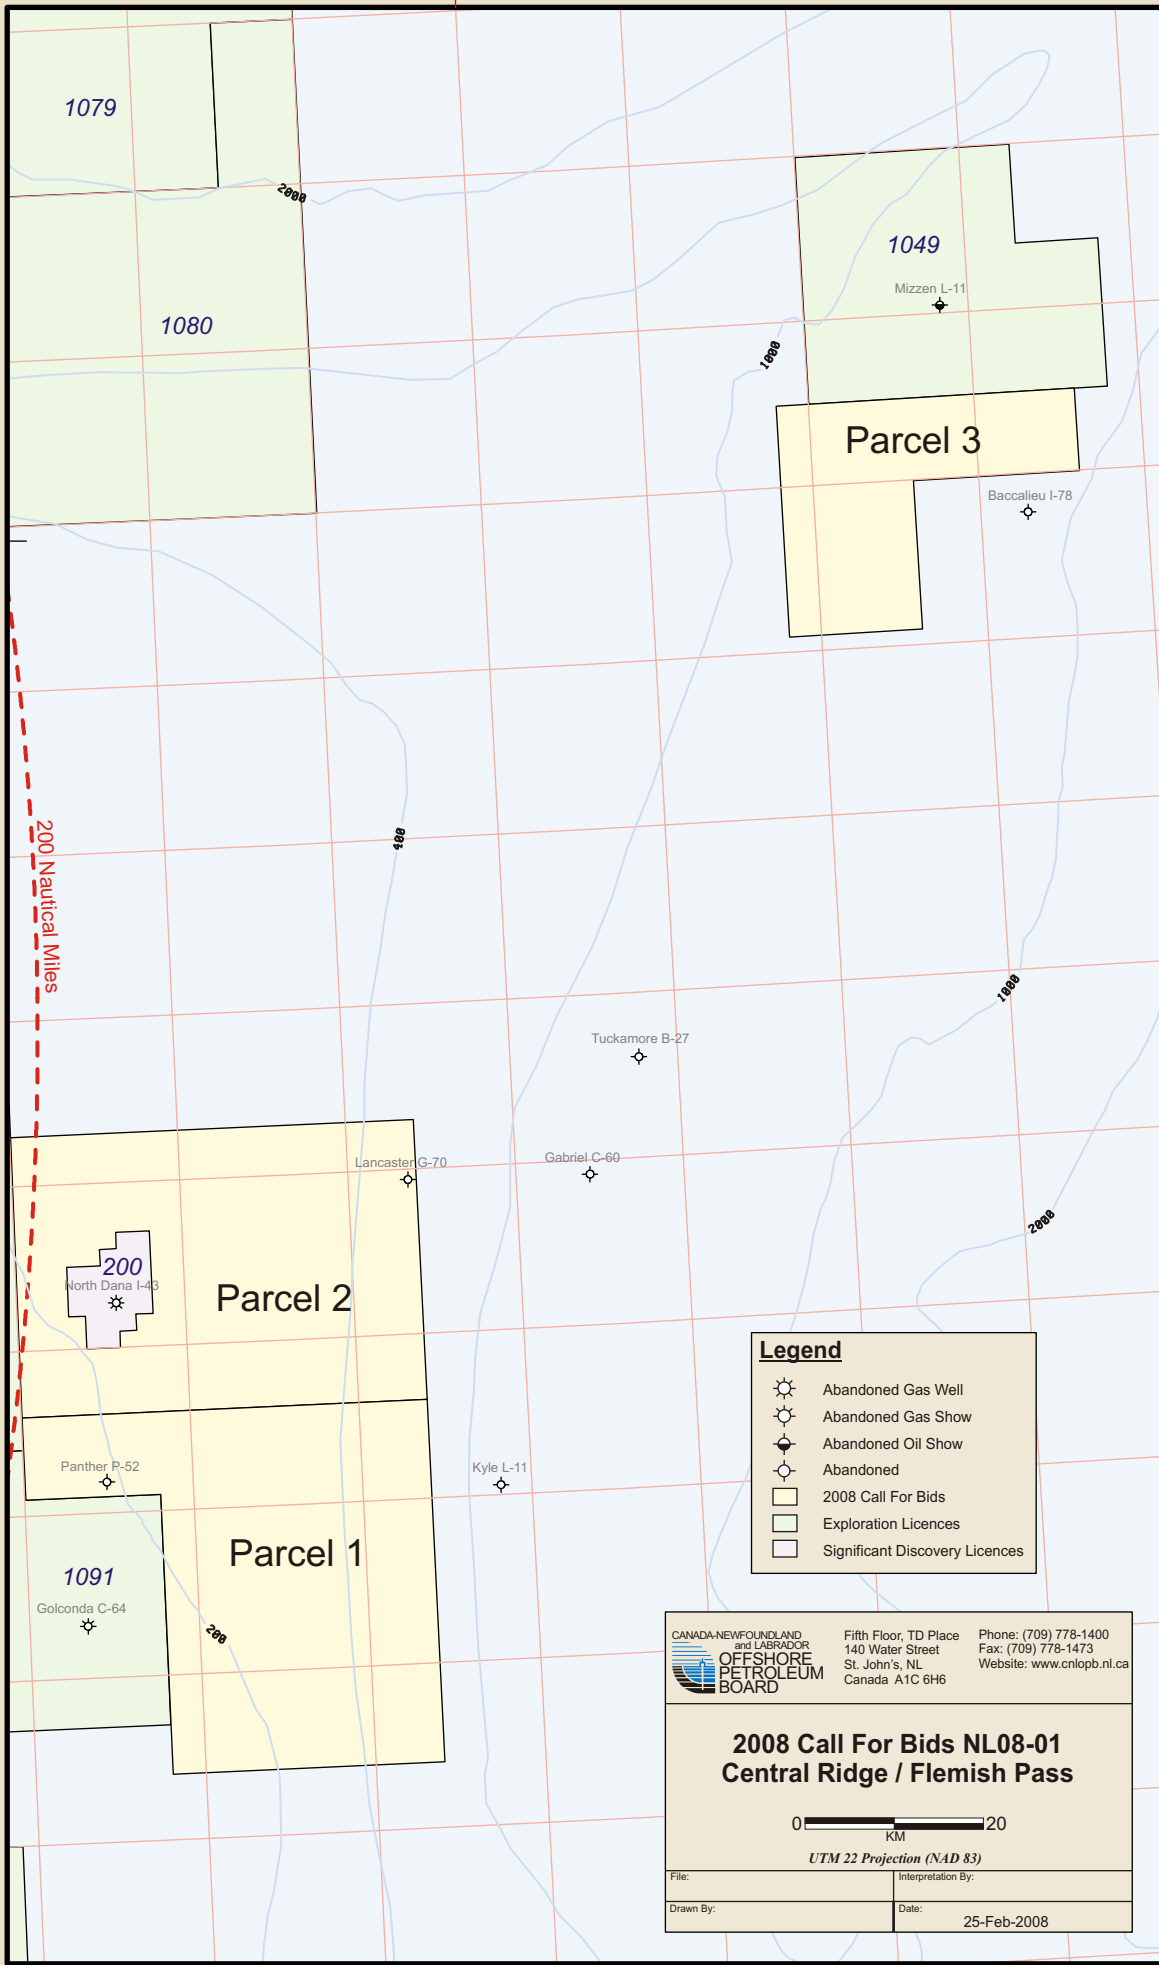 1079
2000
1049
Mizzen L-11
1080
1000
Parcel 3
Baccalieu I-78
200 Nautical Miles
400
1000
Tuckamore B-27
Lancaster G-70
Gabriel C-60
2000
200
North Dana I-43
Parcel 2
Legend
Abandoned Gas Well
Abandoned Gas Show
Abandoned Oil Show
Abandoned
2008 Call For Bids
Exploration Licences
Significant Discovery Licences
Panther P-52
Kyle L-11
Parcel 1
1091
Golconda C-64
200
CANADA-NEWFOUNDLAND
and LABRADOR
OFFSHORE
PETROLEUM
BOARD
Fifth Floor, TD Place
140 Water Street
St. John's, NL
Canada A1C 6H6
Phone: (709) 778-1400
Fax: (709) 778-1473
Website: www.cnlopb.nl.ca
2008 Call For Bids NL08-01
Central Ridge / Flemish Pass
0 20
KM
UTM 22 Projection (NAD 83)
File:
Interpretation By:
Drawn By:
Date:
25-Feb-2008